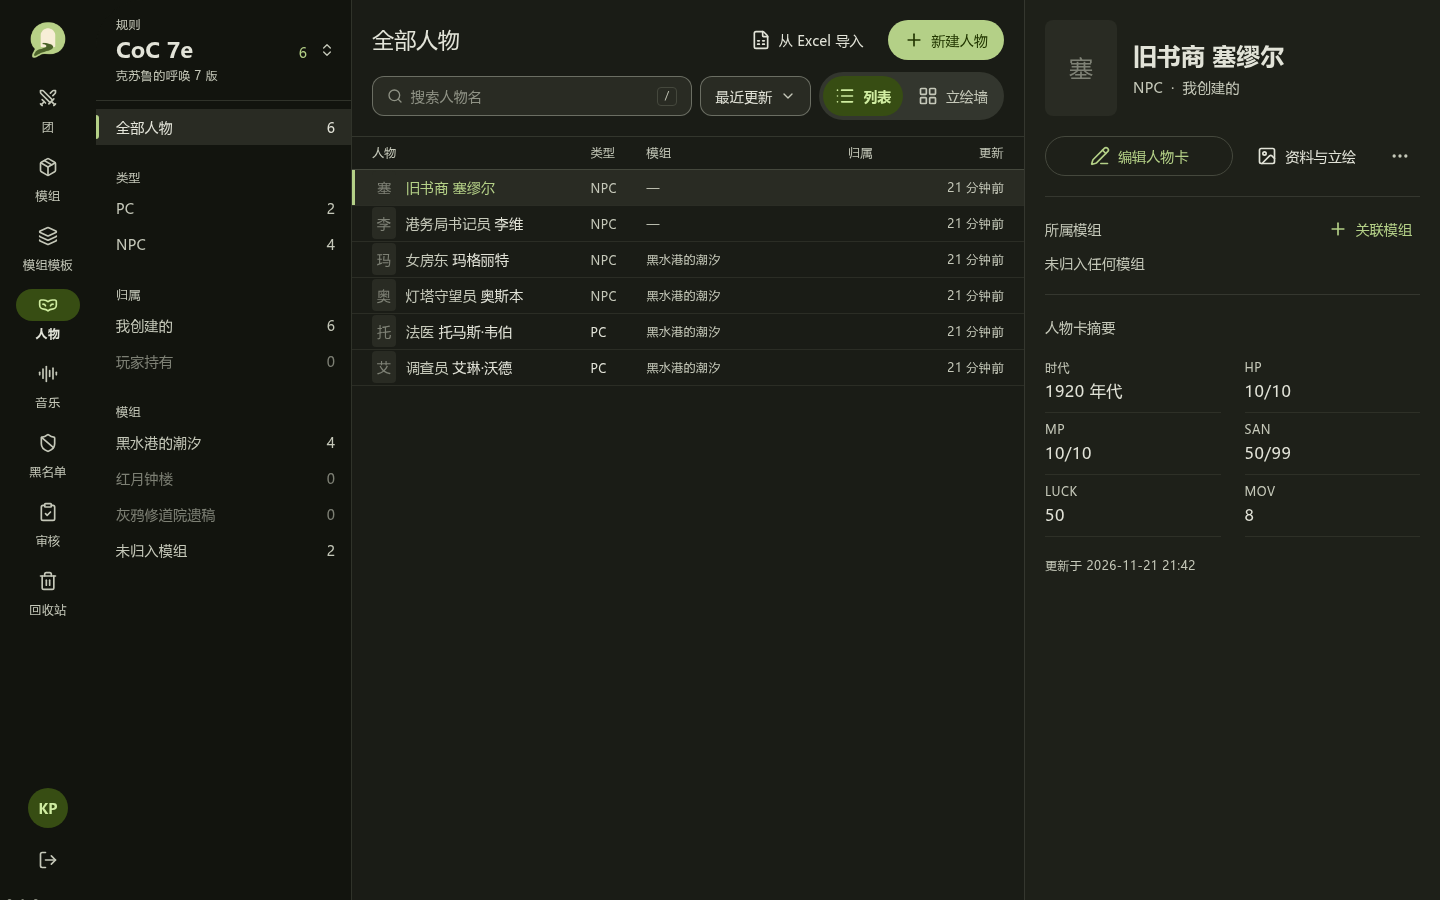 规则
CoC 7e
6
克苏鲁的呼唤 7 版
团
模组
模组模板
人物
音乐
黑名单
审核
回收站
KP
全部人物 6
类型
PC 2
NPC 4
归属
我创建的 6
玩家持有 0
模组
黑水港的潮汐 4
红月钟楼 0
灰鸦修道院遗稿 0
未归入模组 2
全部人物
从 Excel 导入
新建人物
搜索人物名 /
最近更新
列表
立绘墙
人物 类型 模组 归属 更新
塞 旧书商 塞缪尔 NPC — 21 分钟前
李 港务局书记员 李维 NPC — 21 分钟前
玛 女房东 玛格丽特 NPC 黑水港的潮汐 21 分钟前
奥 灯塔守望员 奥斯本 NPC 黑水港的潮汐 21 分钟前
托 法医 托马斯·韦伯 PC 黑水港的潮汐 21 分钟前
艾 调查员 艾琳·沃德 PC 黑水港的潮汐 21 分钟前
塞
旧书商 塞缪尔
NPC · 我创建的
编辑人物卡
资料与立绘
所属模组
关联模组
未归入任何模组
人物卡摘要
时代 HP
1920 年代 10/10
MP SAN
10/10 50/99
LUCK MOV
50 8
更新于 2026-11-21 21:42